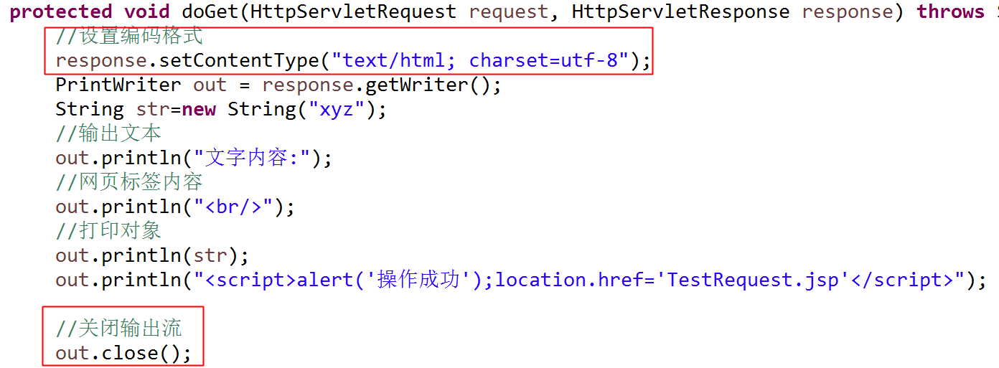 protected void doGet(HttpServletRequest request, HttpServletResponse response) throws
//设置编码格式
response.setContentType("text/html; charset=utf-8");
PrintWriter out = response.getWriter();
String str=new String("xyz");
//输出文本
out.println("文字内容:");
//网页标签内容
out.println("<br/>");
//打印对象
out.println(str);
out.println("<script>alert('操作成功');location.href='TestRequest.jsp'</script>");
//关闭输出流
out.close();